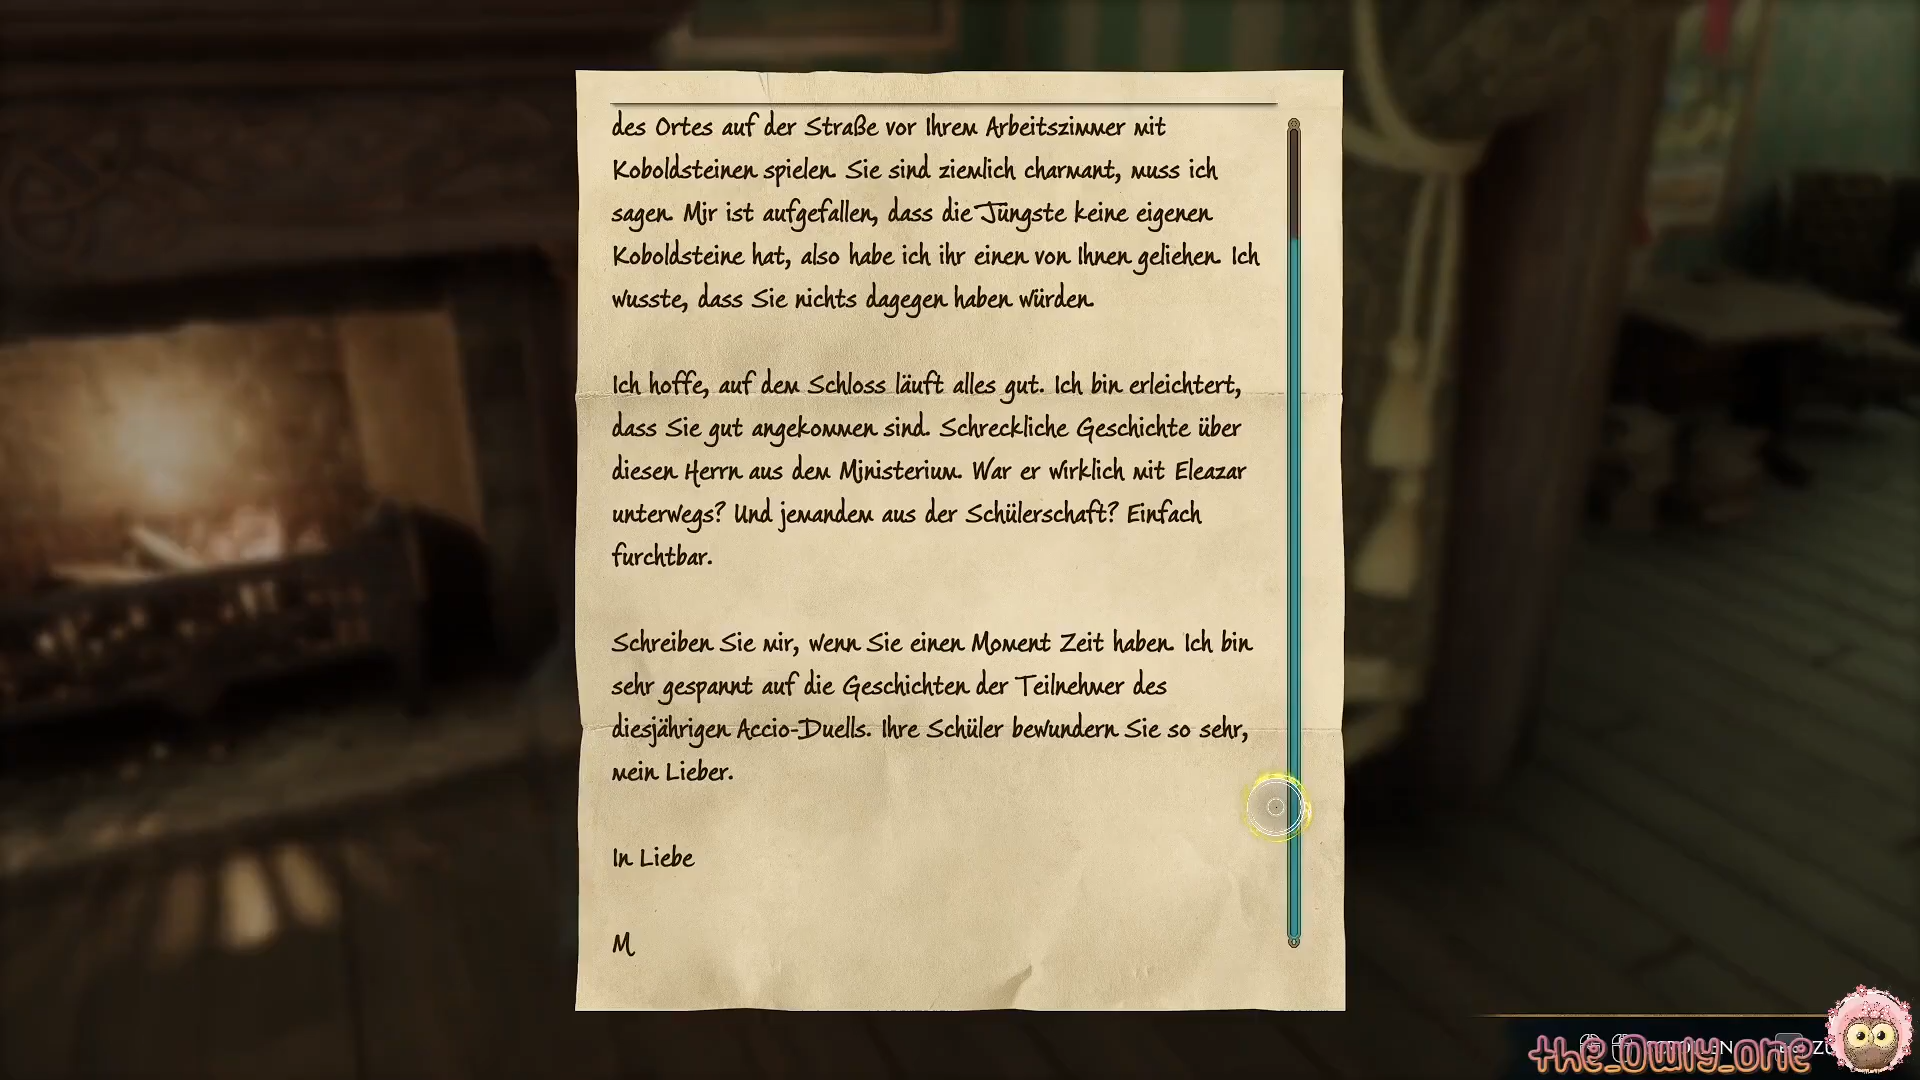 des Ortes auf der Straße vor Ihrem Arbeitszimmer mit
Koboldsteinen spielen. Sie sind ziemlich charmant, muss ich
sagen. Mir ist aufgefallen, dass die Jüngste keine eigenen
Koboldsteine hat, also habe ich ihr einen von Ihnen geliehen. Ich
wusste, dass Sie nichts dagegen haben würden.
Ich hoffe, auf dem Schloss läuft alles gut. Ich bin erleichtert,
dass Sie gut angekommen sind. Schreckliche Geschichte über
diesen Herrn aus dem Ministerium. War er wirklich mit Eleazar
unterwegs? Und jemandem aus der Schülerschaft? Einfach
furchtbar.
Schreiben Sie mir, wenn Sie einen Moment Zeit haben. Ich bin
sehr gespannt auf die Geschichten der Teilnehmer des
diesjährigen Accio-Duells. Ihre Schüler bewundern Sie so sehr,
mein Lieber.
In Liebe
M
the_Owly_one